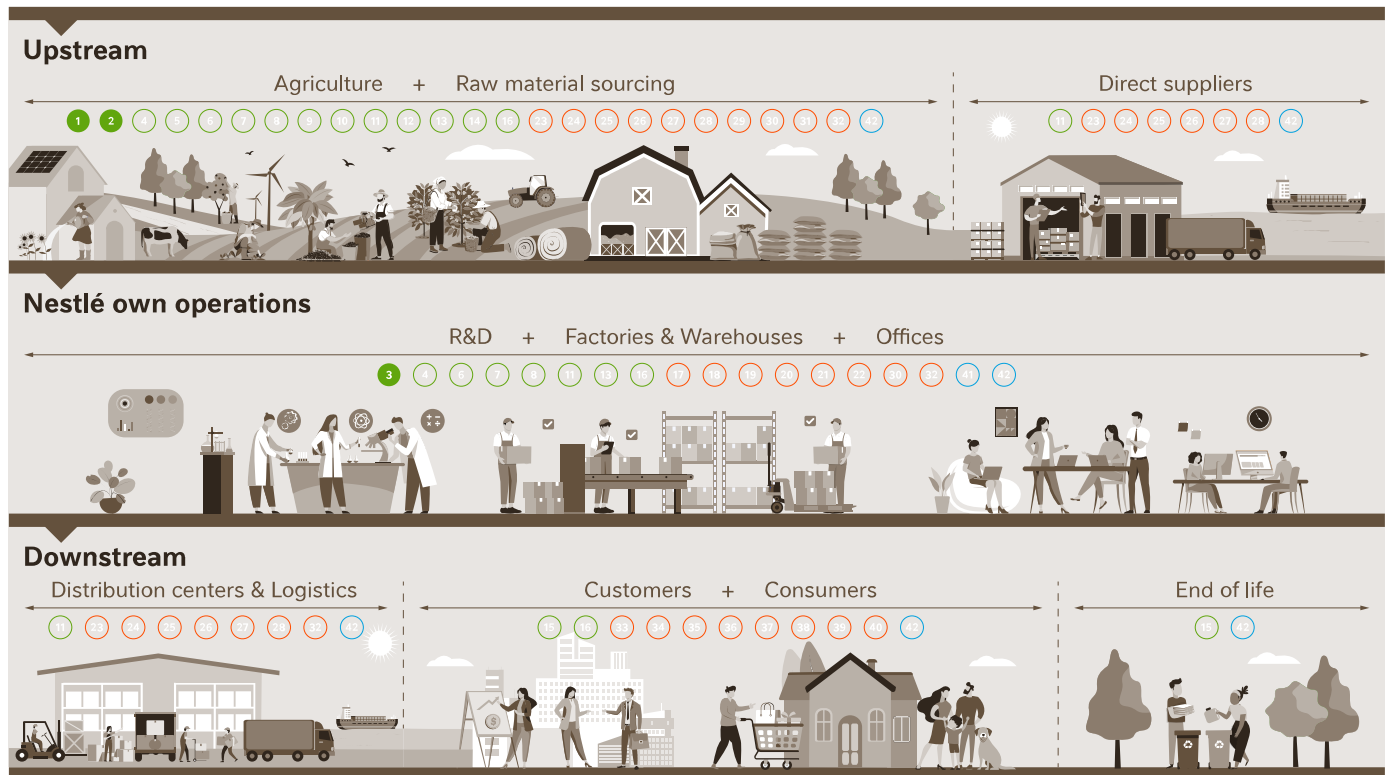 Upstream
Agriculture + Raw material sourcing
Direct suppliers
1 2 4 5 6 7 8 9 10 11 12 13 14 16 23 24 25 26 27 28 29 30 31 32 42
11 23 24 25 26 27 28 42
Nestlé own operations
R&D + Factories & Warehouses + Offices
3 4 6 7 8 11 13 16 17 18 19 20 21 22 30 32 41 42
Downstream
Distribution centers & Logistics
Customers + Consumers
End of life
11 23 24 25 26 27 28 32 42
15 16 33 34 35 36 37 38 39 40 42
15 42
$